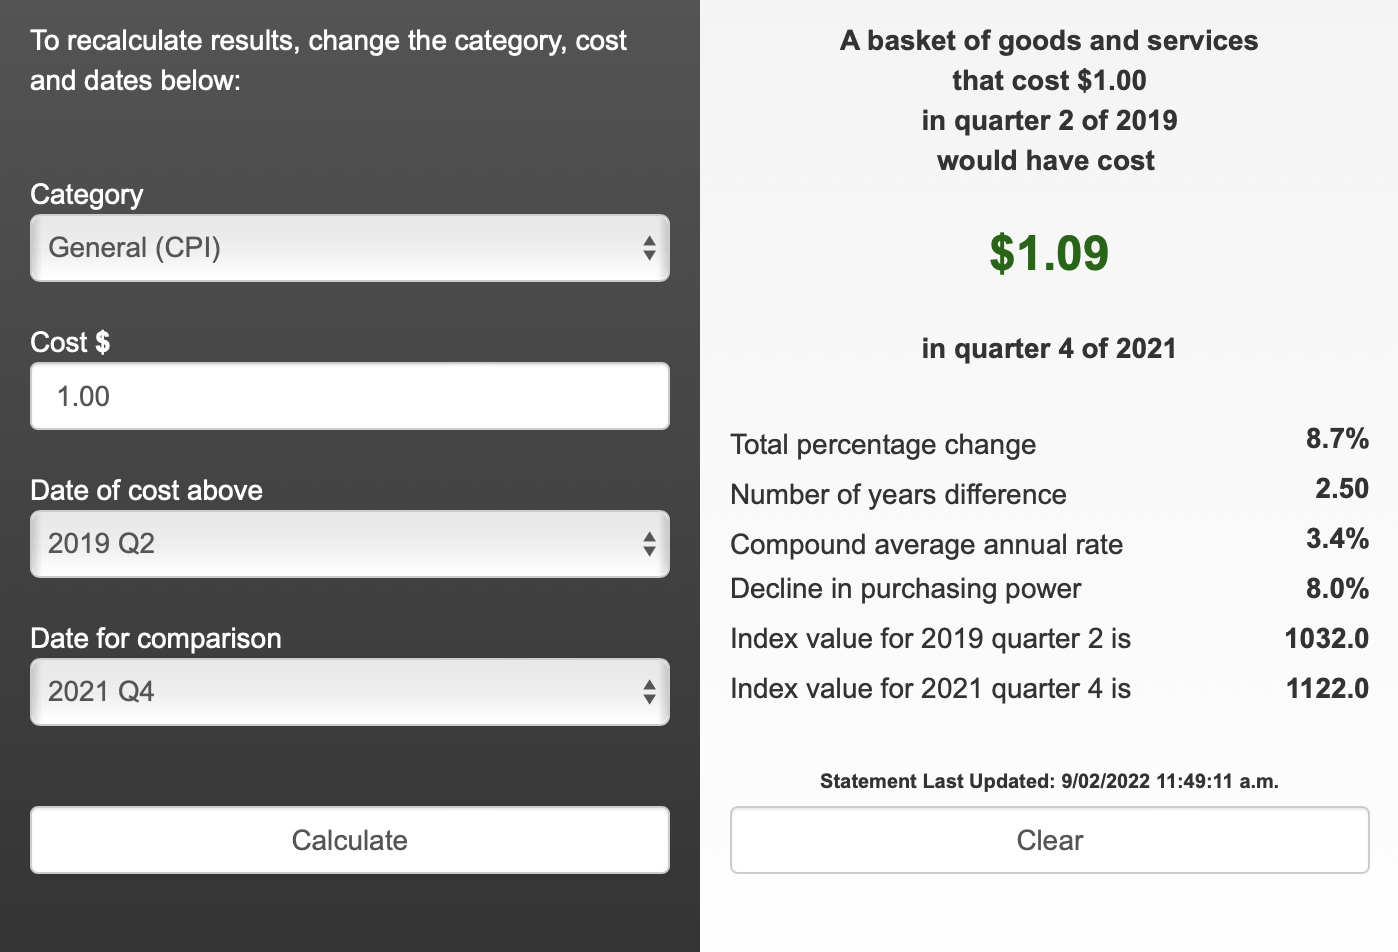 To recalculate results, change the category, cost
and dates below:
Category
General (CPI)
Cost $
1.00
Date of cost above
2019 Q2
Date for comparison
2021 Q4
Calculate
A basket of goods and services
that cost $1.00
in quarter 2 of 2019
would have cost
$1.09
in quarter 4 of 2021
Total percentage change 8.7%
Number of years difference 2.50
Compound average annual rate 3.4%
Decline in purchasing power 8.0%
Index value for 2019 quarter 2 is 1032.0
Index value for 2021 quarter 4 is 1122.0
Statement Last Updated: 9/02/2022 11:49:11 a.m.
Clear